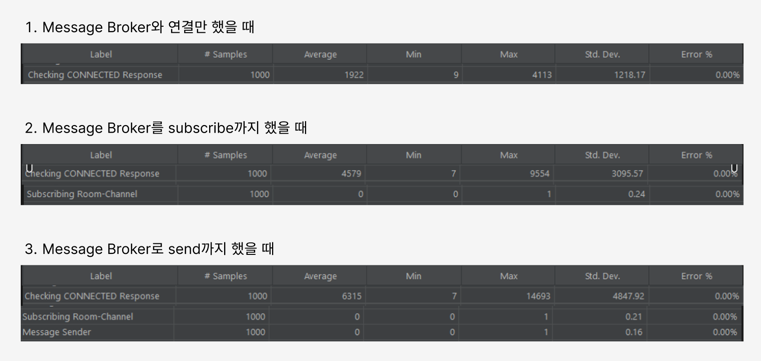 1. Message Broker와 연결만 했을 때
Label # Samples Average Min Max Std. Dev. Error %
Checking CONNECTED Response 1000 1922 9 4113 1218.17 0.00%
2. Message Broker를 subscribe까지 했을 때
Label # Samples Average Min Max Std. Dev. Error %
Checking CONNECTED Response 1000 4579 7 9554 3095.57 0.00%
Subscribing Room-Channel 1000 0 0 1 0.24 0.00%
3. Message Broker로 send까지 했을 때
Label # Samples Average Min Max Std. Dev. Error %
Checking CONNECTED Response 1000 6315 7 14693 4847.92 0.00%
Subscribing Room-Channel 1000 0 0 1 0.21 0.00%
Message Sender 1000 0 0 1 0.16 0.00%